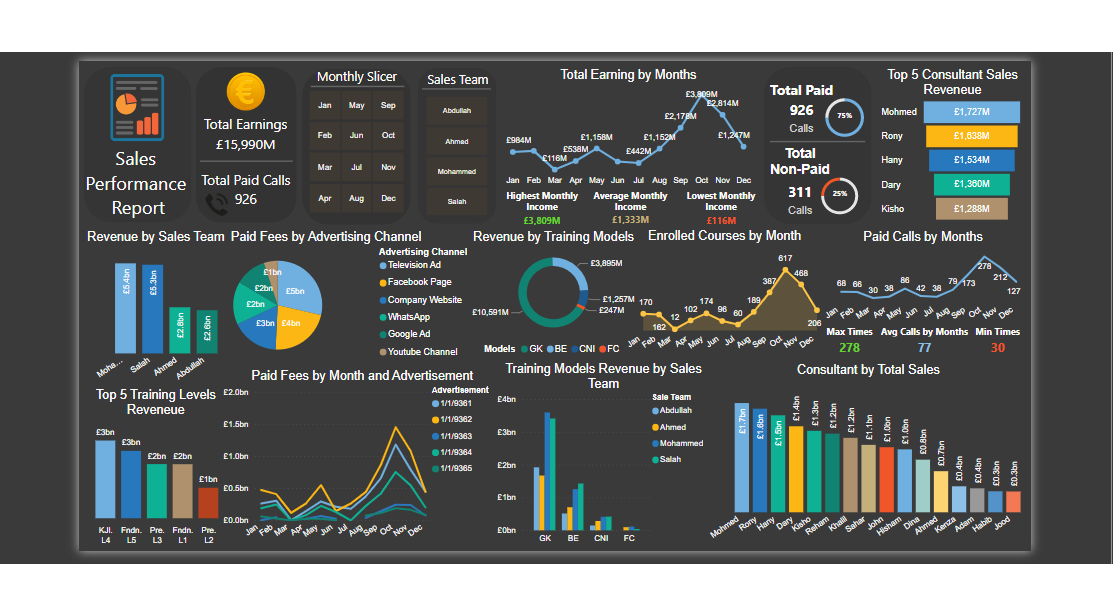 Sales
Performance
Report
Total Earnings
£15,990M
Total Paid Calls
926
Monthly Slicer
Jan May Sep
Feb Jun Oct
Mar Jul Nov
Apr Aug Dec
Sales Team
Abdullah
Ahmed
Mohammed
Salah
Total Earning by Months
£984M
£116M
£538M
£1,158M
£442M
£1,152M
£2,178M
£3,809M
£2,814M
£1,247M
Jan Feb Mar Apr May Jun Jul Aug Sep Oct Nov Dec
Highest Monthly
Income
£3,809M
Average Monthly
Income
£1,333M
Lowest Monthly
Income
£116M
Total Paid
926
Calls
75%
Total
Non-Paid
311
Calls
25%
Top 5 Consultant Sales
Reveneue
Mohmed £1,727M
Rony £1,638M
Hany £1,534M
Dary £1,360M
Kisho £1,288M
Revenue by Sales Team
£5.4bn
£5.3bn
£2.8bn
£2.6bn
Moha...
Salah
Ahmed
Abdullah
Paid Fees by Advertising Channel
£1bn
£2bn
£2bn
£3bn
£4bn
£5bn
Advertising Channel
Television Ad
Facebook Page
Company Website
WhatsApp
Google Ad
Youtube Channel
Revenue by Training Models
£3,895M
£1,257M
£247M
£10,591M
Models GK BE CNI FC
Enrolled Courses by Month
170
162
12
102
174
96
60
189
387
617
468
206
Jan Feb Mar Apr May Jun Jul Aug Sep Oct Nov Dec
Paid Calls by Months
68
66
30
38
86
42
38
79
173
278
212
127
Jan Feb Mar Apr May Jun Jul Aug Sep Oct Nov Dec
Max Times
278
Avg Calls by Months
77
Min Times
30
Top 5 Training Levels
Reveneue
£3bn
£3bn
£2bn
£2bn
£1bn
KJI.
L4
Fndn.
L5
Pre.
L3
Fndn.
L1
Pre.
L2
Paid Fees by Month and Advertisement
£2.0bn
£1.5bn
£1.0bn
£0.5bn
£0.0bn
Jan Feb Mar Apr May Jun Jul Aug Sep Oct Nov Dec
Advertisement
1/1/9361
1/1/9362
1/1/9363
1/1/9364
1/1/9365
Training Models Revenue by Sales
Team
£4bn
£3bn
£2bn
£1bn
£0bn
GK BE CNI FC
Sale Team
Abdullah
Ahmed
Mohammed
Salah
Consultant by Total Sales
£1.7bn
£1.6bn
£1.5bn
£1.4bn
£1.3bn
£1.2bn
£1.2bn
£1.1bn
£1.0bn
£1.0bn
£0.8bn
£0.7bn
£0.4bn
£0.4bn
£0.3bn
£0.3bn
Mohmed
Rony
Hany
Dary
Kisho
Reham
Khalil
Sahar
John
Hisham
Dina
Ahmed
Kenza
Adam
Habib
Jood